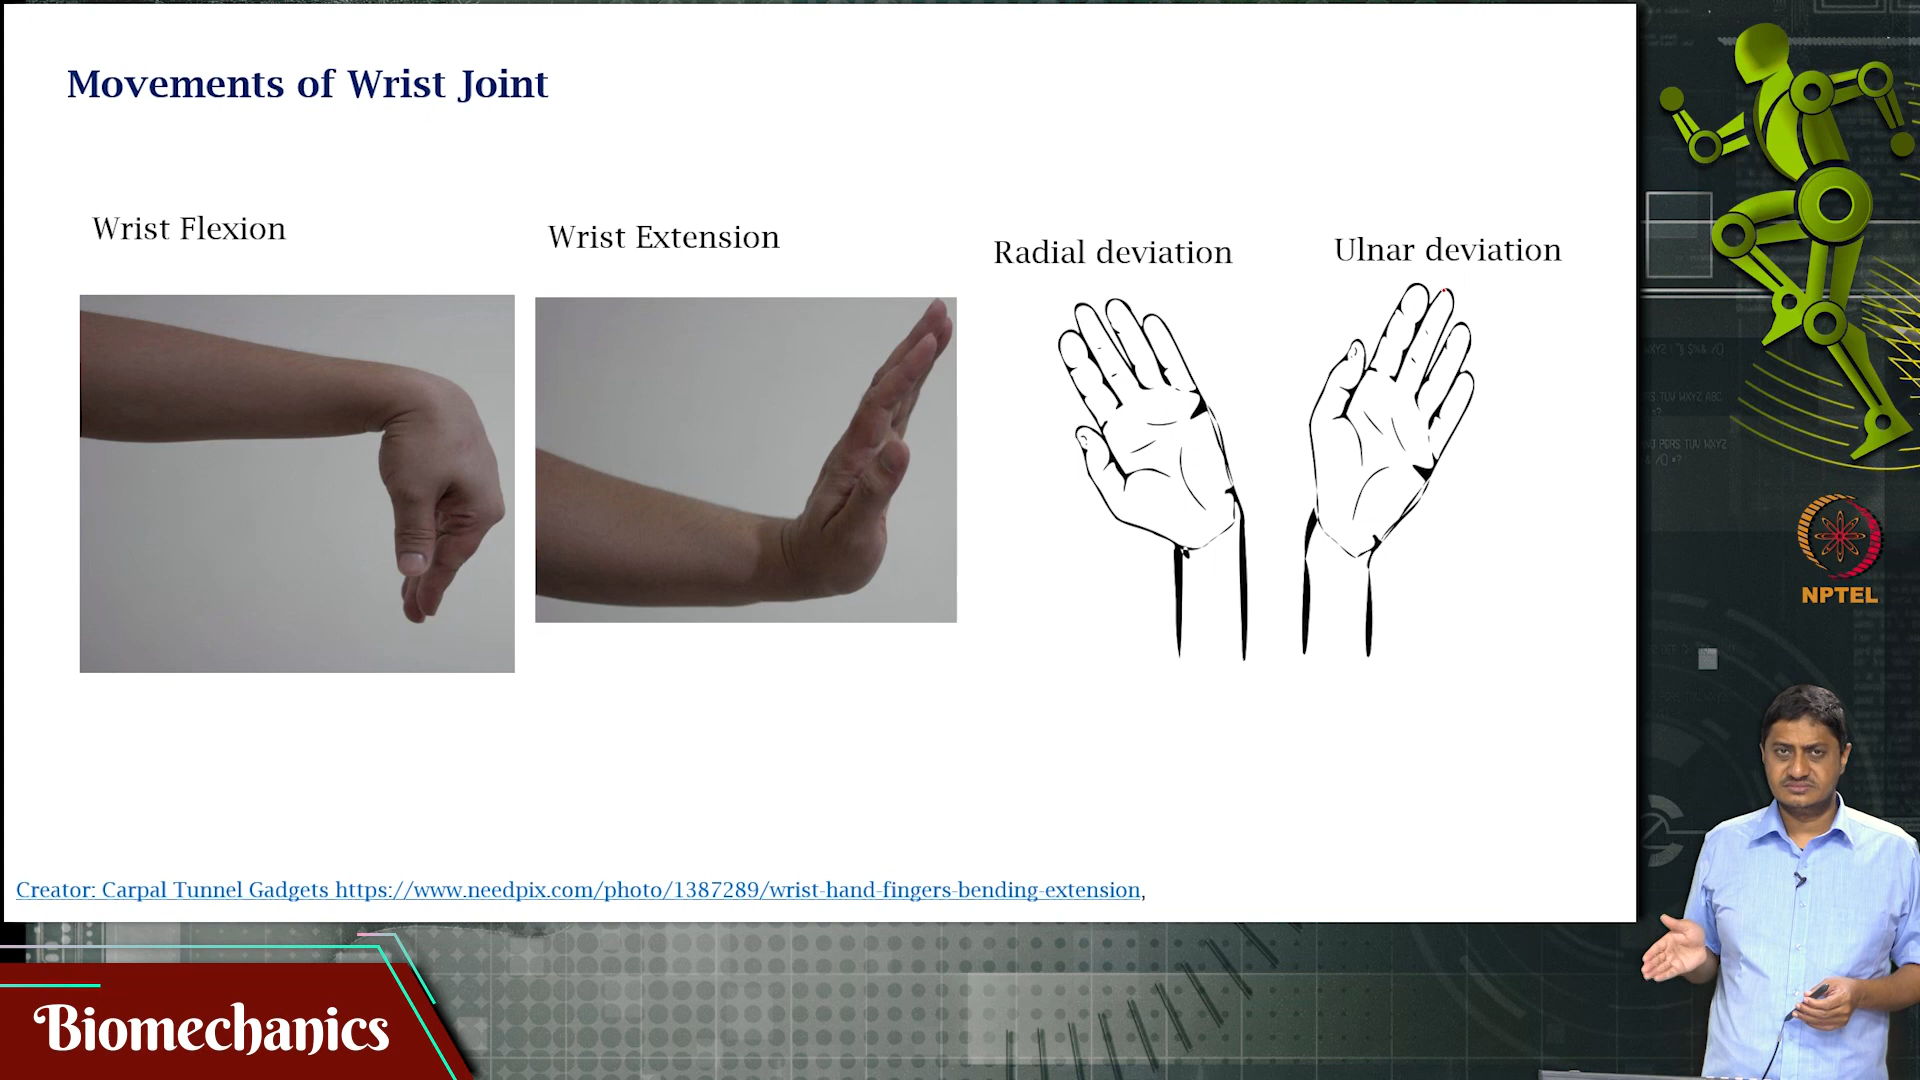 Movements of Wrist Joint
Wrist Flexion
Wrist Extension
Radial deviation
Ulnar deviation
NPTEL
Creator: Carpal Tunnel Gadgets https://www.needpix.com/photo/1387289/wrist-hand-fingers-bending-extension,
Biomechanics